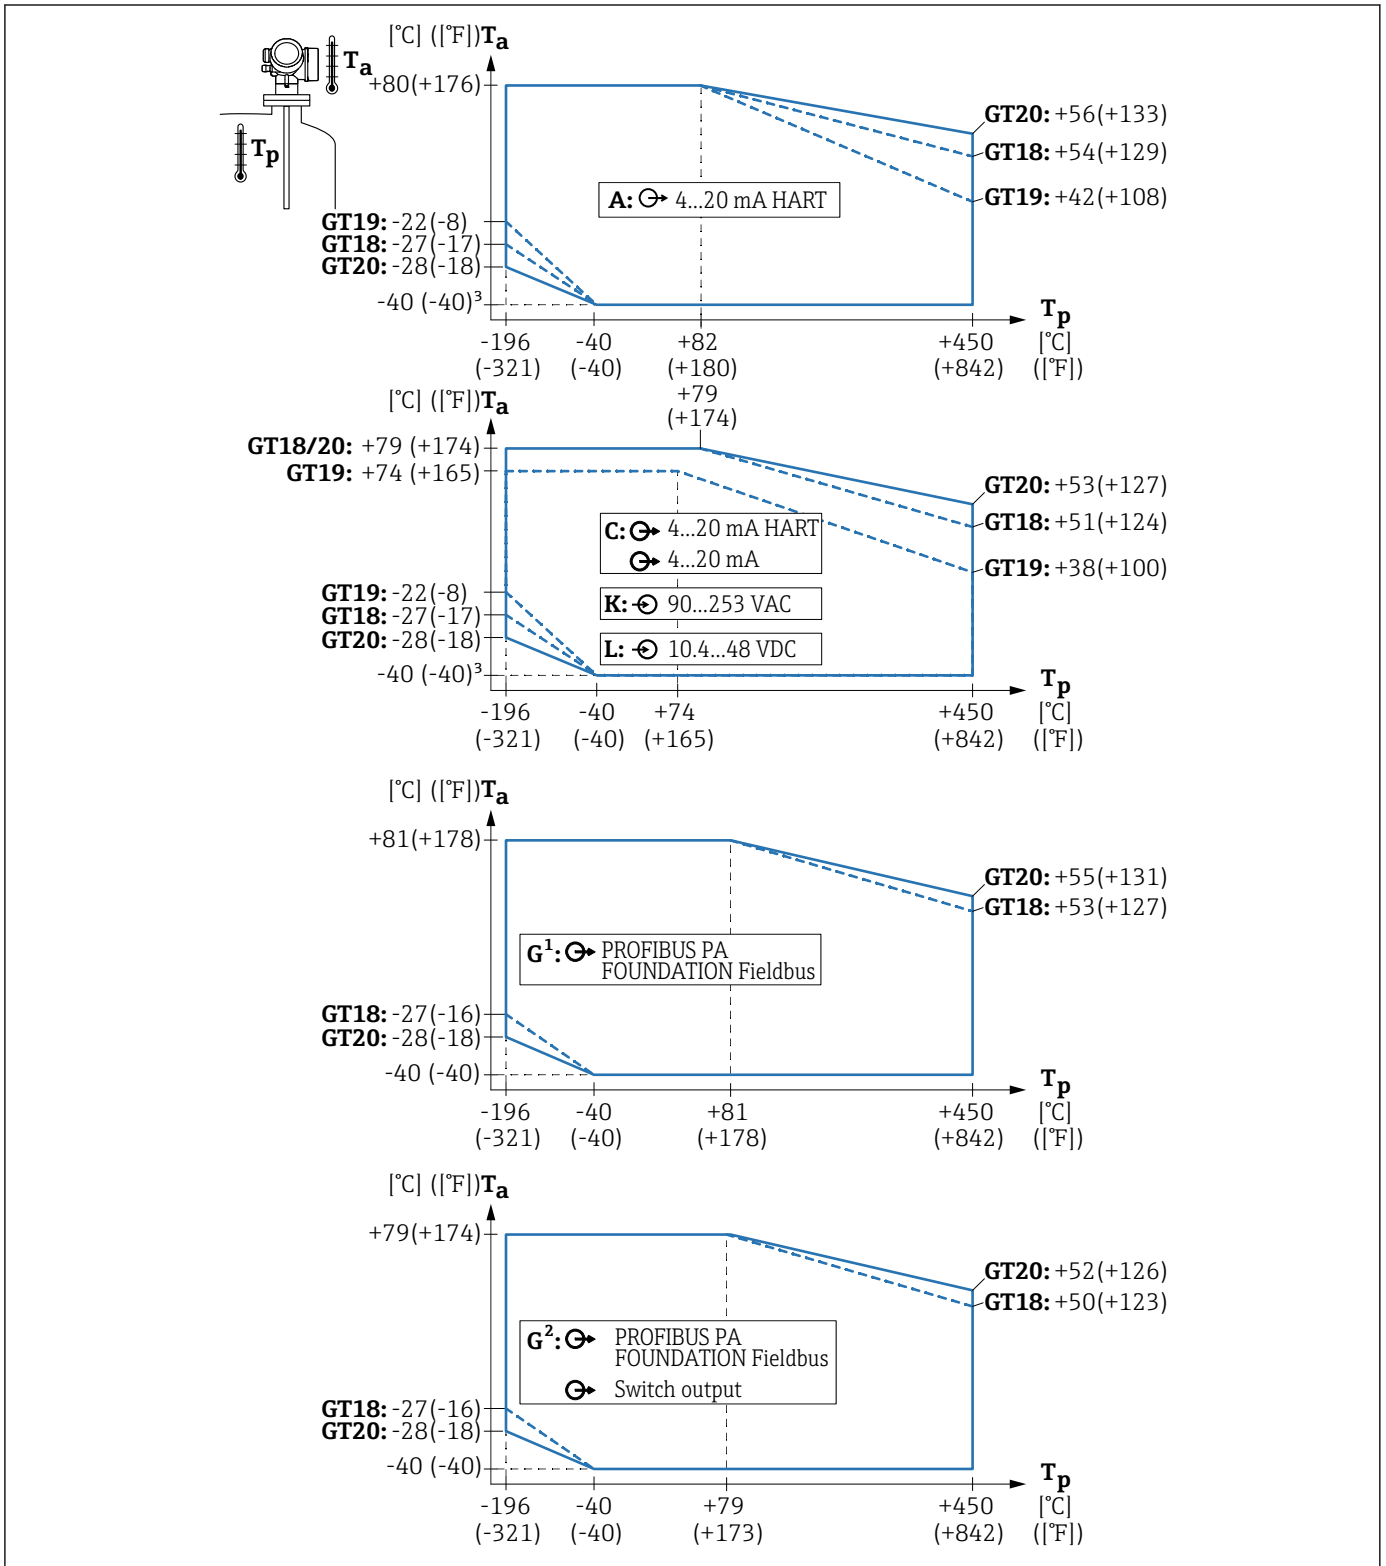 [°C] ([°F]) Ta
Ta
Tp
+80(+176)
GT20: +56(+133)
GT18: +54(+129)
GT19: +42(+108)
A: 4...20 mA HART
GT19: -22(-8)
GT18: -27(-17)
GT20: -28(-18)
-40 (-40)³
Tp
-196 -40 +82 +450 [°C]
(-321) (-40) (+180) (+842) ([°F])
[°C] ([°F]) Ta
+79
(+174)
GT18/20: +79 (+174)
GT19: +74 (+165)
GT20: +53(+127)
GT18: +51(+124)
GT19: +38(+100)
C: 4...20 mA HART
4...20 mA
K: 90...253 VAC
L: 10.4...48 VDC
GT19: -22(-8)
GT18: -27(-17)
GT20: -28(-18)
-40 (-40)³
Tp
-196 -40 +74 +450 [°C]
(-321) (-40) (+165) (+842) ([°F])
[°C] ([°F]) Ta
+81(+178)
GT20: +55(+131)
GT18: +53(+127)
G¹: PROFIBUS PA
FOUNDATION Fieldbus
GT18: -27(-16)
GT20: -28(-18)
-40 (-40)
Tp
-196 -40 +81 +450 [°C]
(-321) (-40) (+178) (+842) ([°F])
[°C] ([°F]) Ta
+79(+174)
GT20: +52(+126)
GT18: +50(+123)
G²: PROFIBUS PA
FOUNDATION Fieldbus
Switch output
GT18: -27(-16)
GT20: -28(-18)
-40 (-40)
Tp
-196 -40 +79 +450 [°C]
(-321) (-40) (+173) (+842) ([°F])